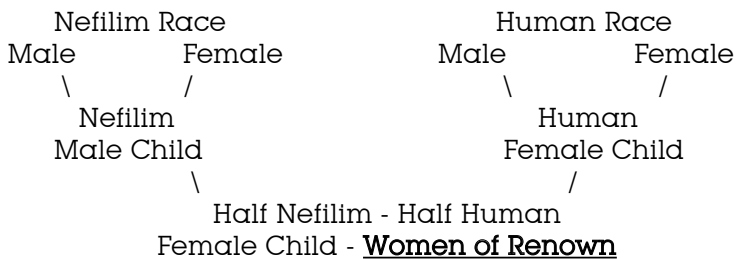 Nefilim Race Human Race
Male Female Male Female
\ / \ /
Nefilim Human
Male Child Female Child
\ /
Half Nefilim - Half Human
Female Child - Women of Renown